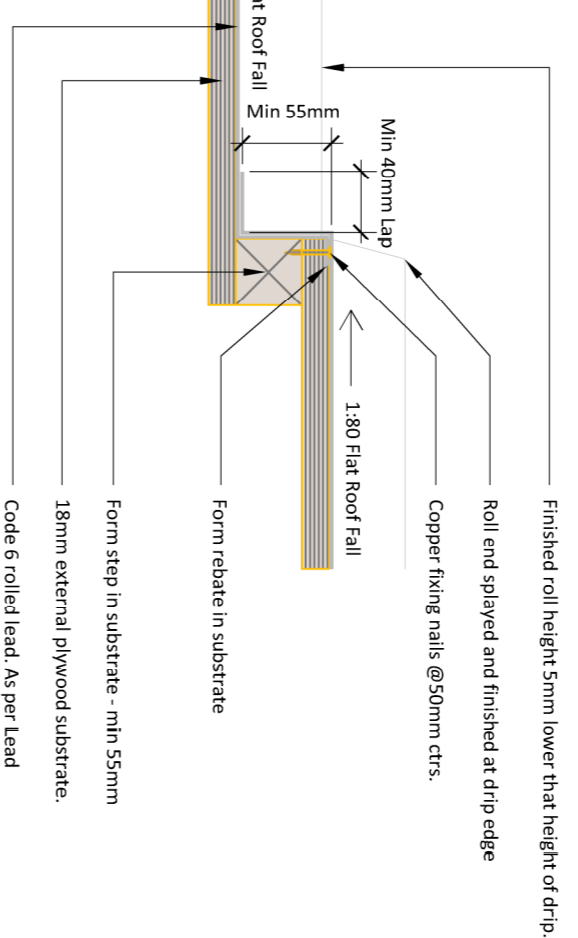 Finished roll height 5mm lower that height of drip.
Roll end splayed and finished at drip edge
Copper fixing nails @50mm ctrs.
1:80 Flat Roof Fall
Min 40mm Lap
Min 55mm
Roof Fall
Form rebate in substrate
Form step in substrate - min 55mm
18mm external plywood substrate.
Code 6 rolled lead. As per Lead